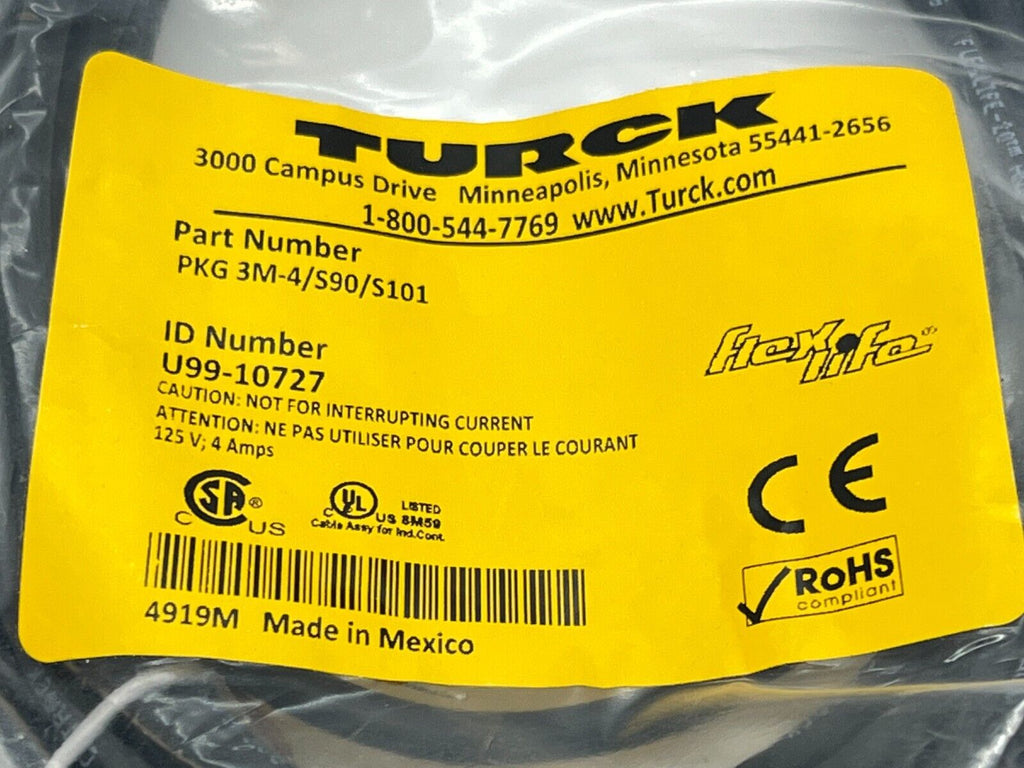 TURCK
3000 Campus Drive Minneapolis, Minnesota 55441-2656
1-800-544-7769 www.Turck.com
Part Number
PKG 3M-4/S90/S101
ID Number
U99-10727
CAUTION: NOT FOR INTERRUPTING CURRENT
ATTENTION: NE PAS UTILISER POUR COUPER LE COURANT
125 V; 4 Amps
flexlife®
CSA® C US
C UL US LISTED 8M59
Cable Assy for Ind.Cont.
CE
RoHS
compliant
4919M Made in Mexico